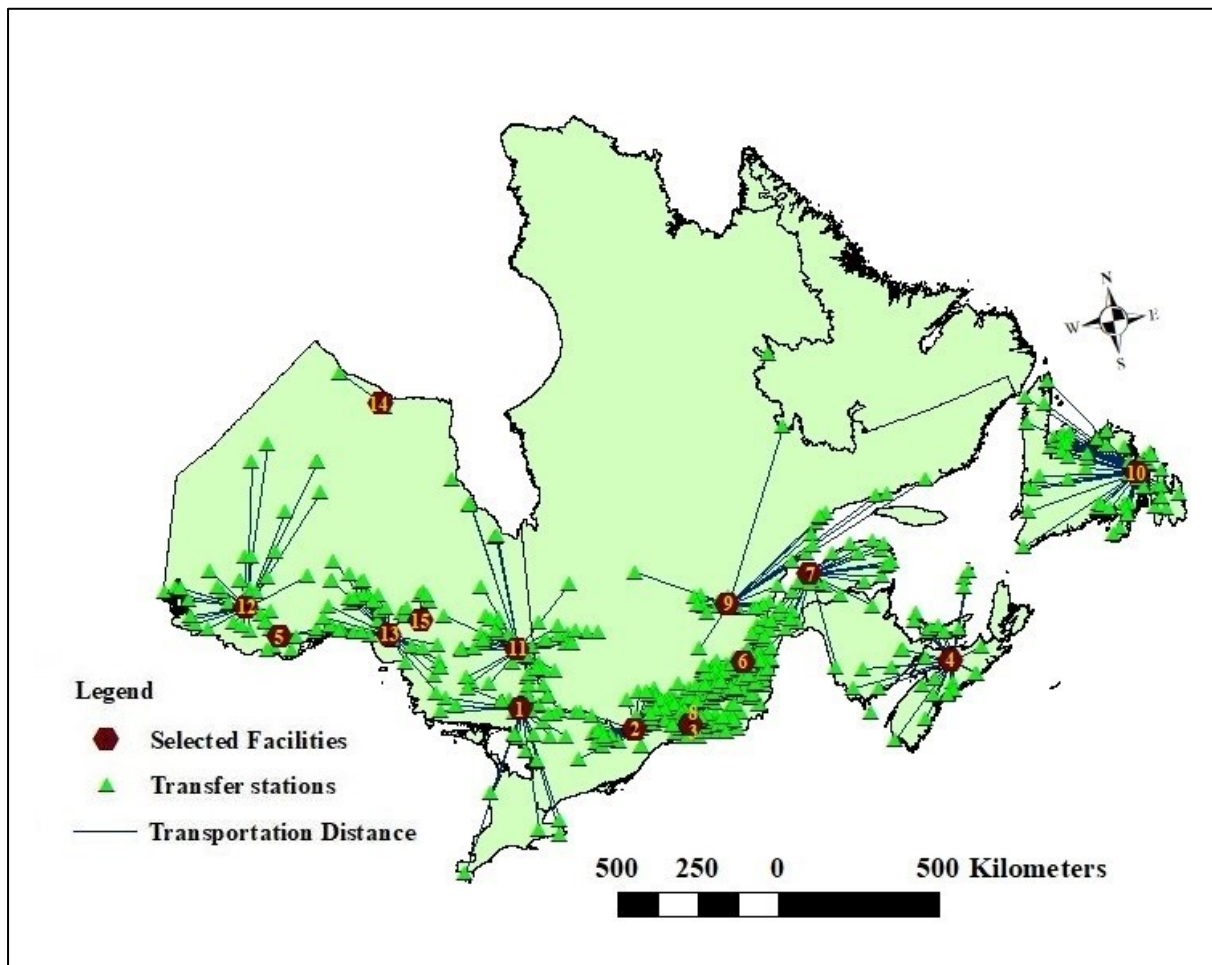 N
W E
S
14
10
7
12
9
15
5
13
11
6
4
1
8
2
3
Legend
Selected Facilities
Transfer stations
Transportation Distance
500 250 0 500 Kilometers